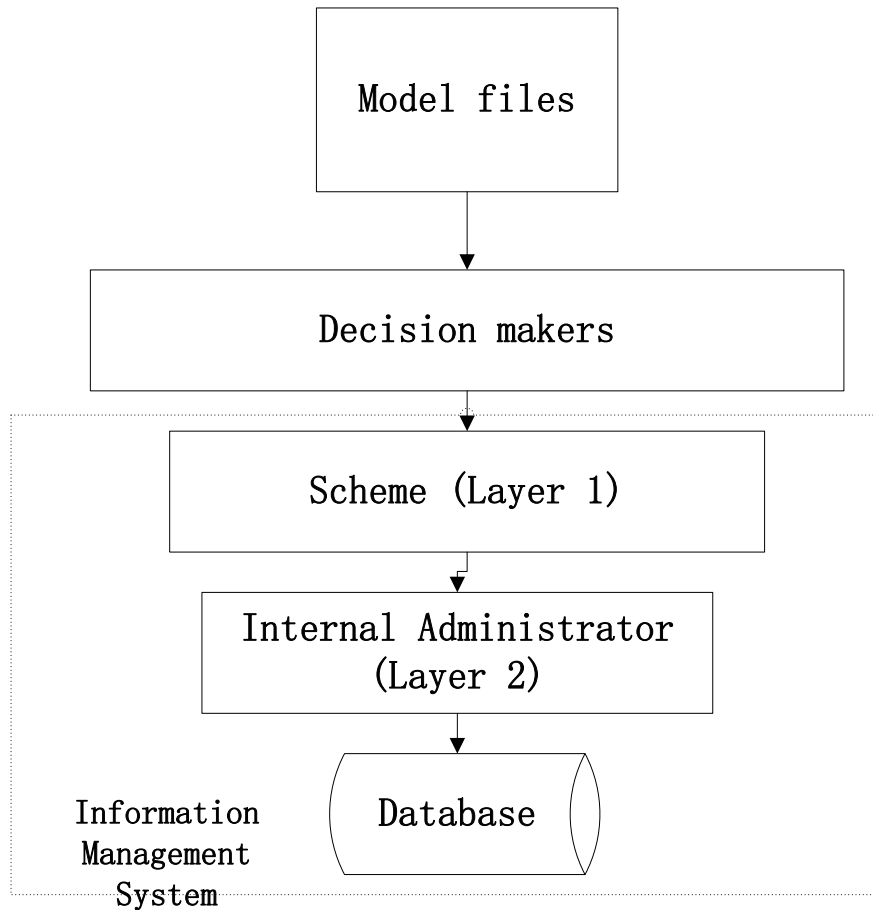 Model files
Decision makers
Scheme (Layer 1)
Internal Administrator
(Layer 2)
Database
Information
Management
System